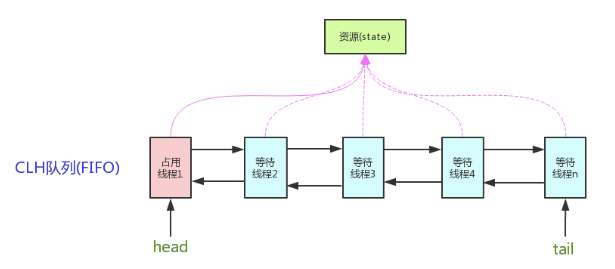 资源(state)
CLH队列(FIFO)
占用
线程1
等待
线程2
等待
线程3
等待
线程4
等待
线程n
head
tail